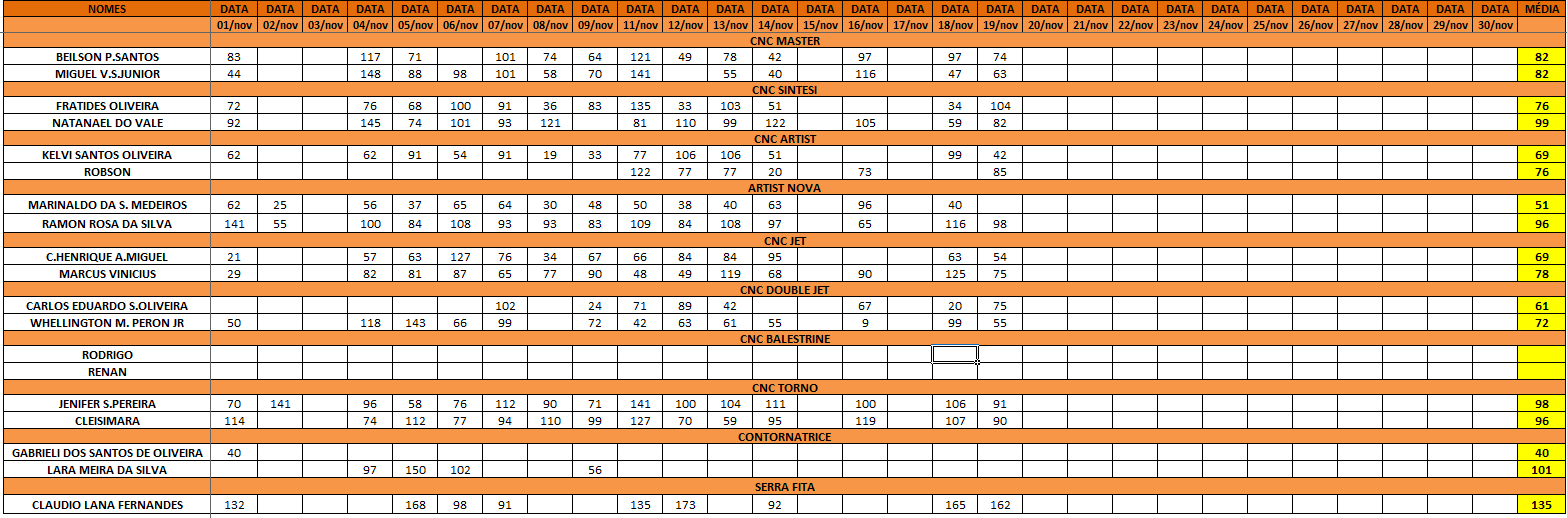 NOMES DATA DATA DATA DATA DATA DATA DATA DATA DATA DATA DATA DATA DATA DATA DATA DATA DATA DATA DATA DATA DATA DATA DATA DATA DATA DATA DATA DATA DATA MÉDIA
01/nov 02/nov 03/nov 04/nov 05/nov 06/nov 07/nov 08/nov 09/nov 11/nov 12/nov 13/nov 14/nov 15/nov 16/nov 17/nov 18/nov 19/nov 20/nov 21/nov 22/nov 23/nov 24/nov 25/nov 26/nov 27/nov 28/nov 29/nov 30/nov
CNC MASTER
BEILSON P.SANTOS 83 117 71 101 74 64 121 49 78 42 97 97 74 82
MIGUEL V.S.JUNIOR 44 148 88 98 101 58 70 141 55 40 116 47 63 82
CNC SINTESI
FRATIDES OLIVEIRA 72 76 68 100 91 36 83 135 33 103 51 34 104 76
NATANAEL DO VALE 92 145 74 101 93 121 81 110 99 122 105 59 82 99
CNC ARTIST
KELVI SANTOS OLIVEIRA 62 62 91 54 91 19 33 77 106 106 51 99 42 69
ROBSON 122 77 77 20 73 85 76
ARTIST NOVA
MARINALDO DA S. MEDEIROS 62 25 56 37 65 64 30 48 50 38 40 63 96 40 51
RAMON ROSA DA SILVA 141 55 100 84 108 93 93 83 109 84 108 97 65 116 98 96
CNC JET
C.HENRIQUE A.MIGUEL 21 57 63 127 76 34 67 66 84 84 95 63 54 69
MARCUS VINICIUS 29 82 81 87 65 77 90 48 49 119 68 90 125 75 78
CNC DOUBLE JET
CARLOS EDUARDO S.OLIVEIRA 102 24 71 89 42 67 20 75 61
WHELLINGTON M. PERON JR 50 118 143 66 99 72 42 63 61 55 9 99 55 72
CNC BALESTRINE
RODRIGO
RENAN
CNC TORNO
JENIFER S.PEREIRA 70 141 96 58 76 112 90 71 141 100 104 111 100 106 91 98
CLEISIMARA 114 74 112 77 94 110 99 127 70 59 95 119 107 90 96
CONTORNATRICE
GABRIELI DOS SANTOS DE OLIVEIRA 40 40
LARA MEIRA DA SILVA 97 150 102 56 101
SERRA FITA
CLAUDIO LANA FERNANDES 132 168 98 91 135 173 92 165 162 135